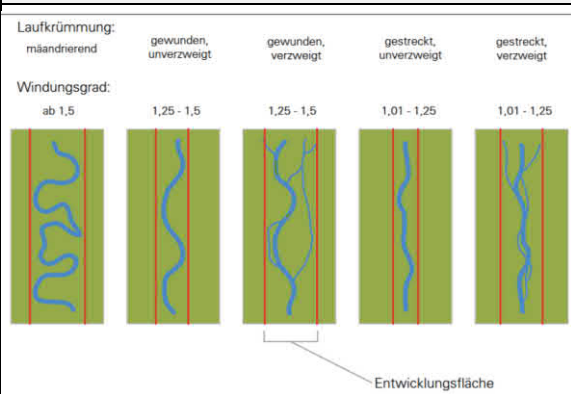 Laufkrümmung:
mäandrierend
gewunden,
unverzweigt
gewunden,
verzweigt
gestreckt,
unverzweigt
gestreckt,
verzweigt
Windungsgrad:
ab 1,5
1,25 - 1,5
1,25 - 1,5
1,01 - 1,25
1,01 - 1,25
Entwicklungsfläche